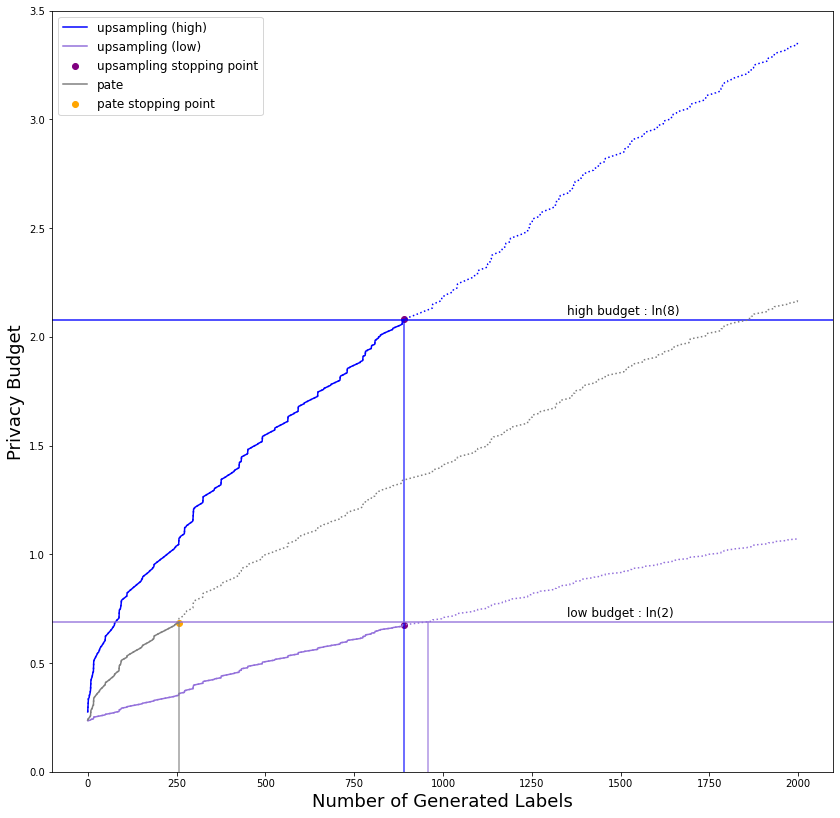 3.5
3.0
2.5
2.0
1.5
1.0
0.5
0.0
Privacy Budget
upsampling (high)
upsampling (low)
upsampling stopping point
pate
pate stopping point
high budget : ln(8)
low budget : ln(2)
0 250 500 750 1000 1250 1500 1750 2000
Number of Generated Labels